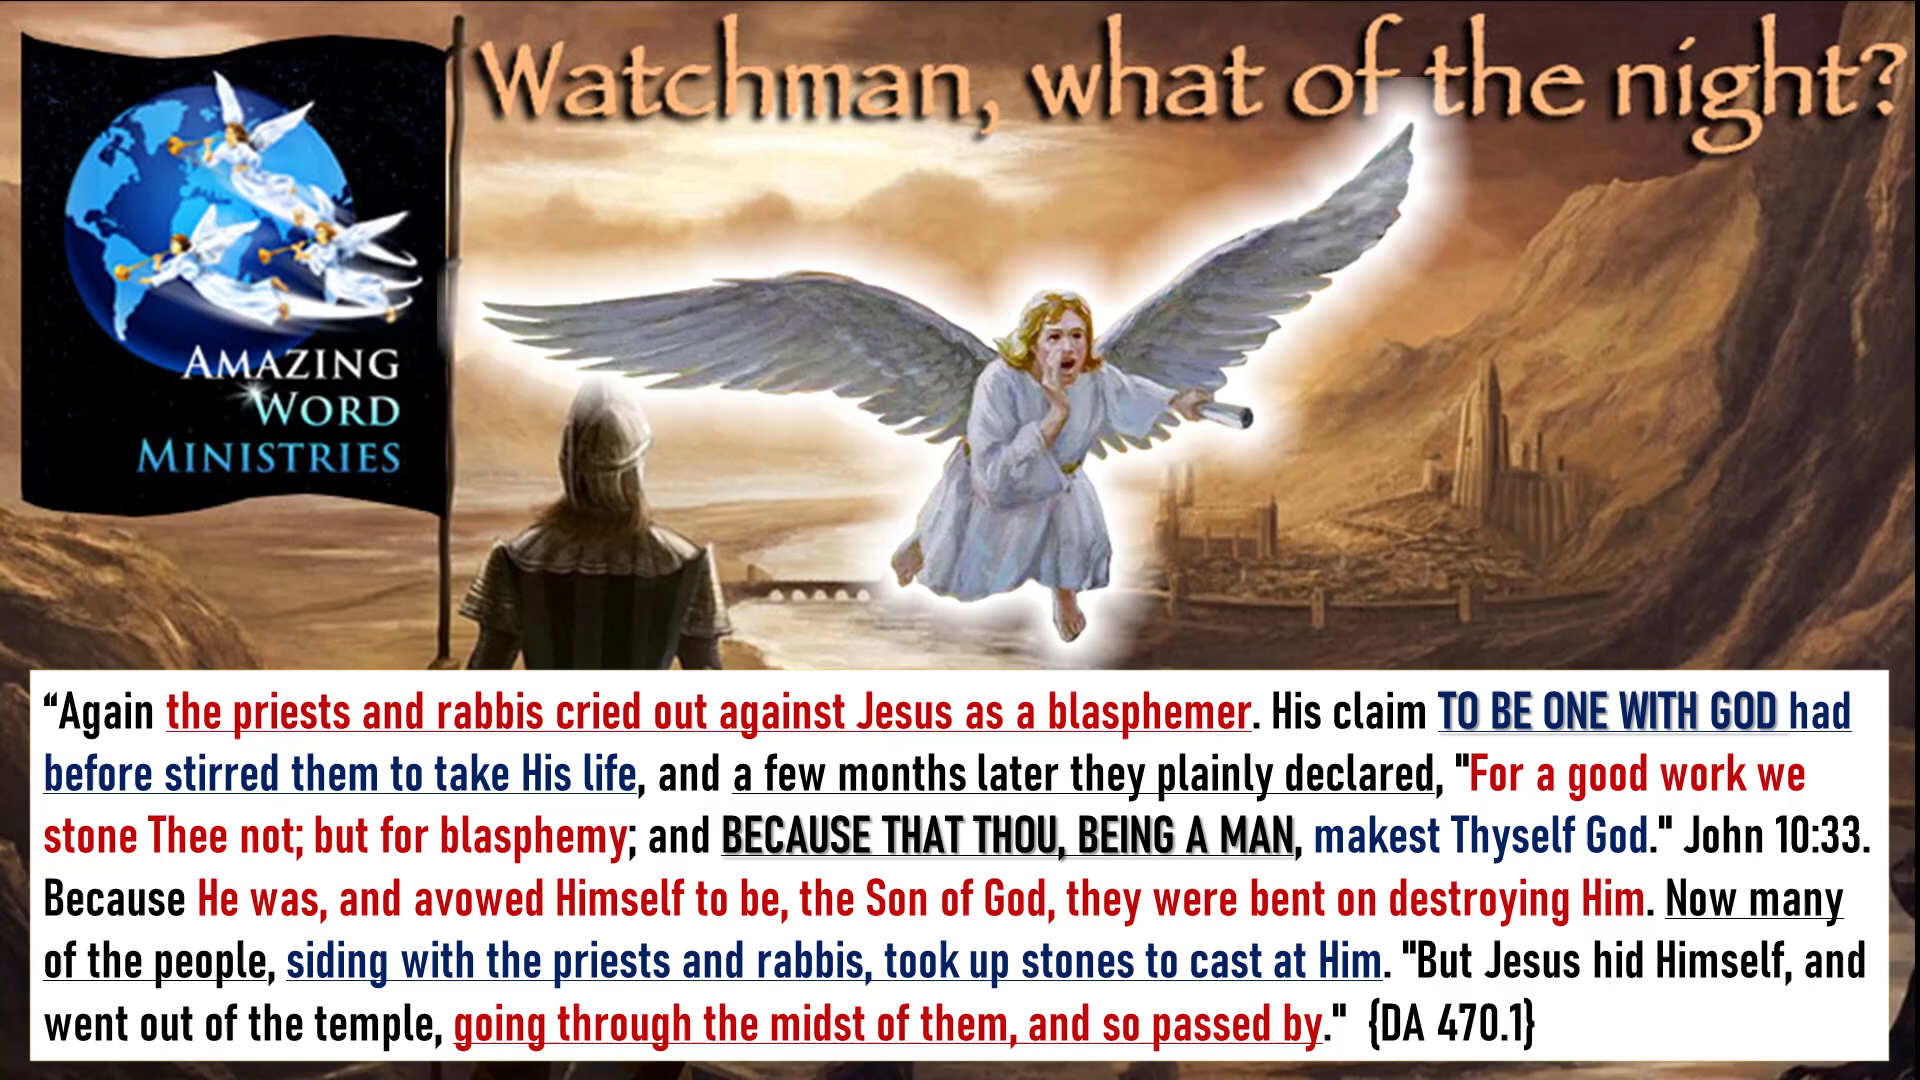 Watchman, what of the night?
AMAZING
WORD
MINISTRIES
“Again the priests and rabbis cried out against Jesus as a blasphemer. His claim TO BE ONE WITH GOD had
before stirred them to take His life, and a few months later they plainly declared, "For a good work we
stone Thee not; but for blasphemy; and BECAUSE THAT THOU, BEING A MAN, makest Thyself God." John 10:33.
Because He was, and avowed Himself to be, the Son of God, they were bent on destroying Him. Now many
of the people, siding with the priests and rabbis, took up stones to cast at Him. "But Jesus hid Himself, and
went out of the temple, going through the midst of them, and so passed by." {DA 470.1}